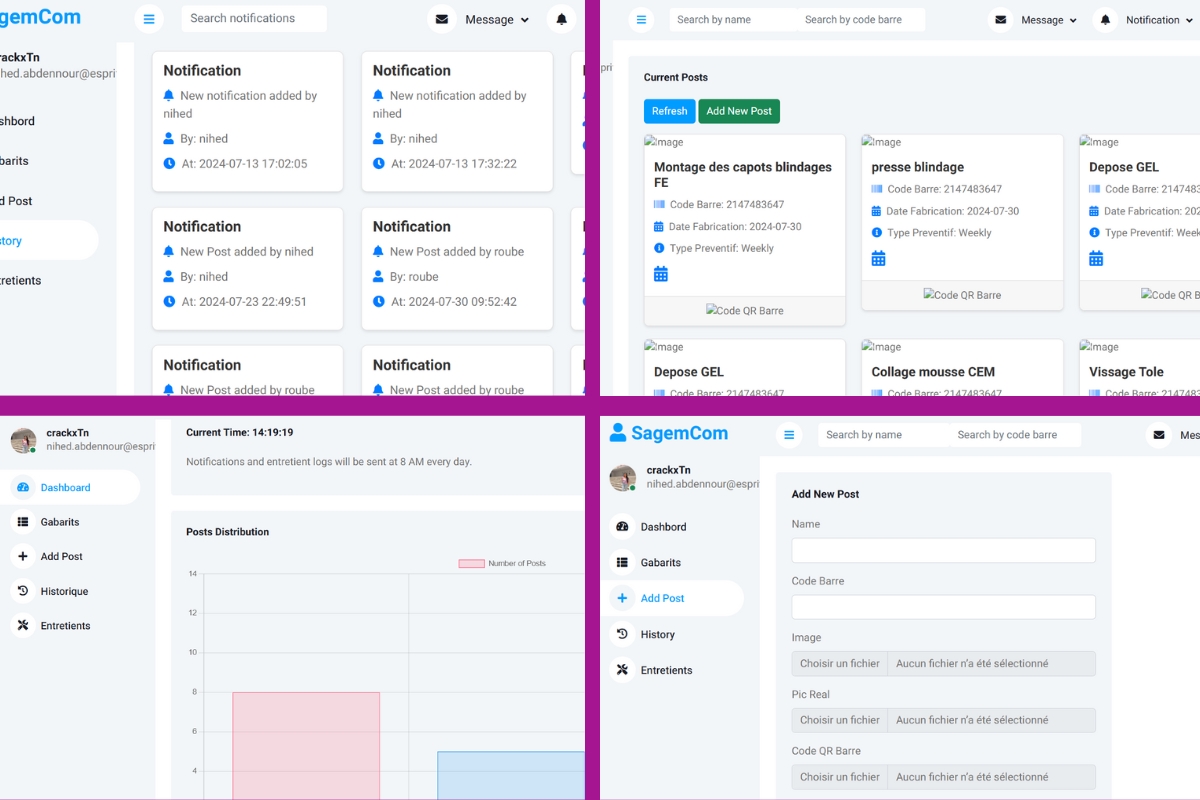 agemCom
Search notifications
Message
rackxTn
hed.abdennour@espri
shbord
abarits
d Post
story
tretients
Notification
New notification added by
nihed
By: nihed
At: 2024-07-13 17:02:05
Notification
New notification added by
nihed
By: nihed
At: 2024-07-13 17:32:22
Notification
New Post added by nihed
By: nihed
At: 2024-07-23 22:49:51
Notification
New Post added by roube
By: roube
At: 2024-07-30 09:52:42
Notification
New Post added by roube
Notification
New Post added by roube
Search by name
Search by code barre
Message
Notification
pri
Current Posts
Refresh
Add New Post
Image
Montage des capots blindages
FE
Code Barre: 2147483647
Date Fabrication: 2024-07-30
Type Preventif: Weekly
Code QR Barre
Image
presse blindage
Code Barre: 2147483647
Date Fabrication: 2024-07-30
Type Preventif: Weekly
Code QR Barre
Image
Depose GEL
Code Barre: 2147483
Date Fabrication: 202
Type Preventif: Week
Code QR B
Image
Depose GEL
Code Barre: 2147483647
Image
Collage mousse CEM
Code Barre: 2147483647
Image
Vissage Tole
Code Barre: 2147483
crackxTn
nihed.abdennour@espri
Dashboard
Gabarits
Add Post
Historique
Entretients
Current Time: 14:19:19
Notifications and entretient logs will be sent at 8 AM every day.
Posts Distribution
Number of Posts
14
12
10
8
6
4
SagemCom
Search by name
Search by code barre
Mes
crackxTn
nihed.abdennour@espri
Dashbord
Gabarits
Add Post
History
Entretients
Add New Post
Name
Code Barre
Image
Choisir un fichier Aucun fichier n'a été sélectionné
Pic Real
Choisir un fichier Aucun fichier n'a été sélectionné
Code QR Barre
Choisir un fichier Aucun fichier n'a été sélectionné